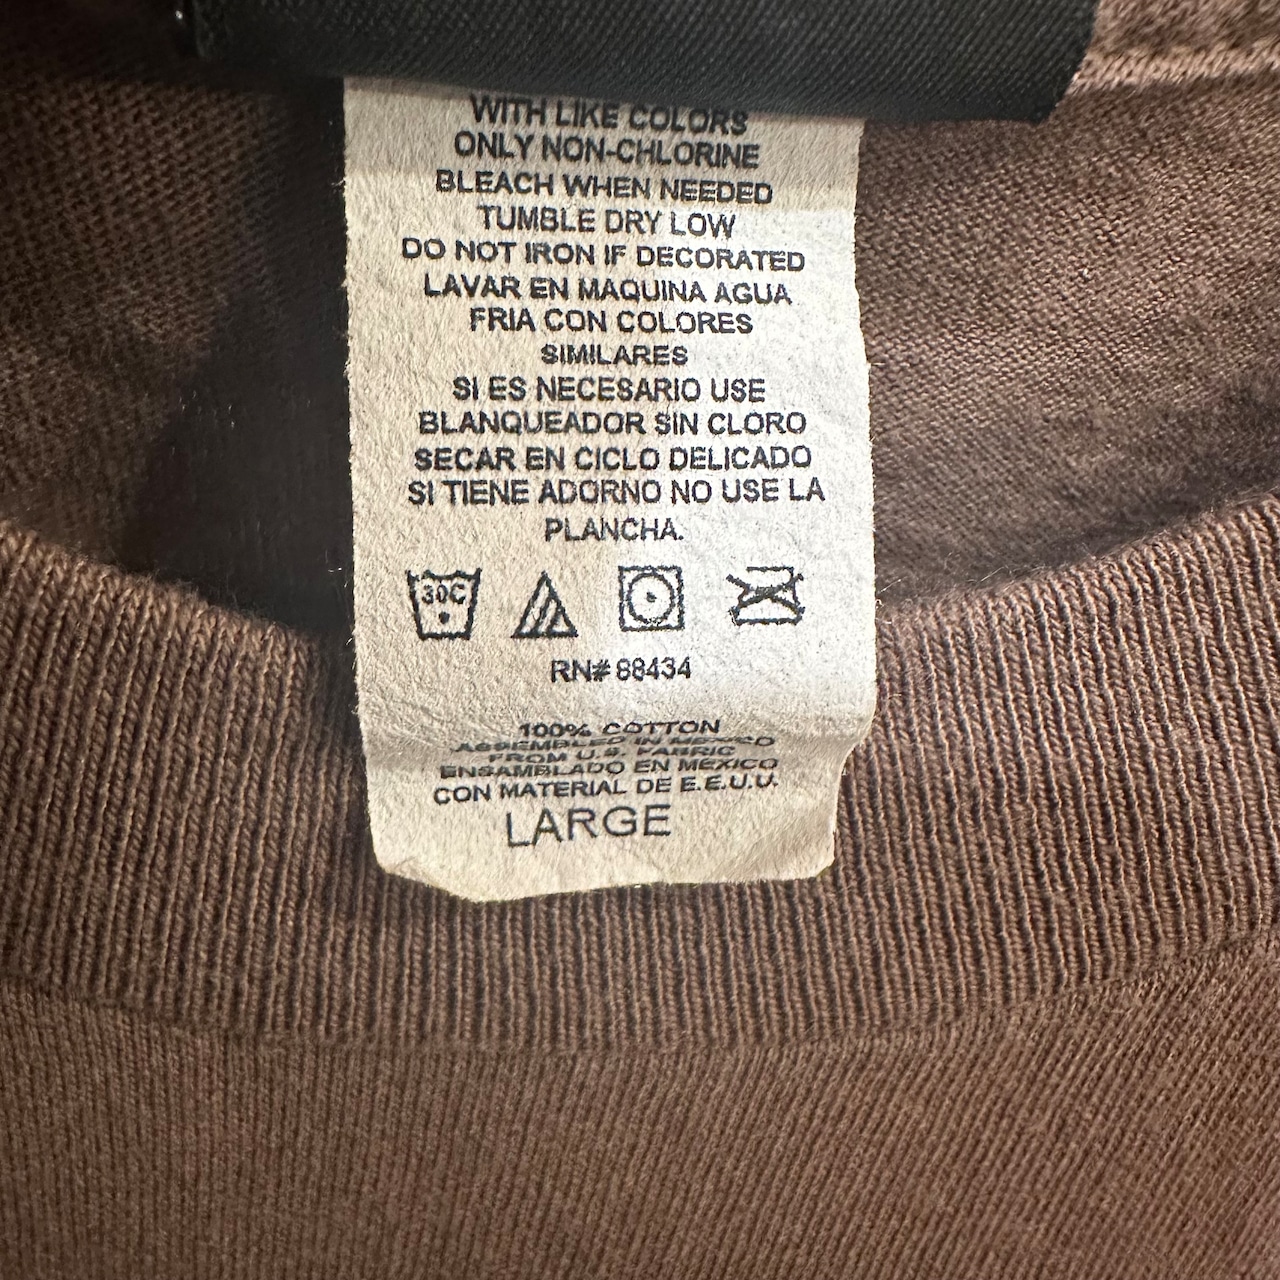 WITH LIKE COLORS
ONLY NON-CHLORINE
BLEACH WHEN NEEDED
TUMBLE DRY LOW
DO NOT IRON IF DECORATED
LAVAR EN MAQUINA AGUA
FRIA CON COLORES
SIMILARES
SI ES NECESARIO USE
BLANQUEADOR SIN CLORO
SECAR EN CICLO DELICADO
SI TIENE ADORNO NO USE LA
PLANCHA.
30C
RN# 88434
100% COTTON
ASSEMBLED IN MEXICO
FROM U.S. FABRIC
ENSAMBLADO EN MEXICO
CON MATERIAL DE E.E.U.U.
LARGE